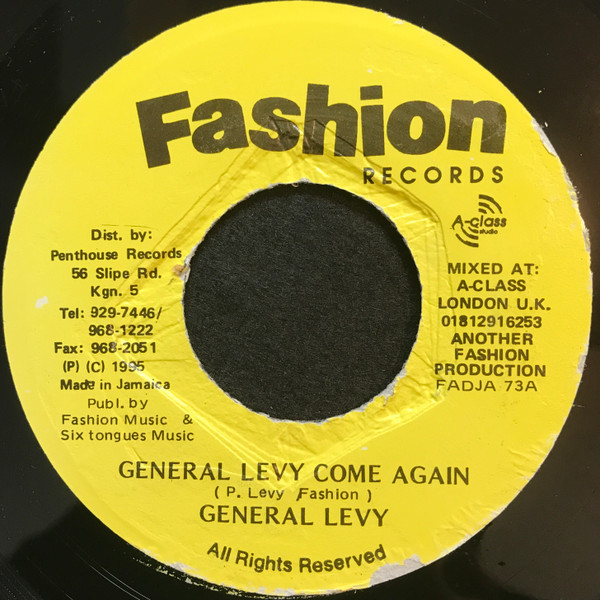 Fashion
RECORDS
A-class
studio
Dist. by:
Penthouse Records
56 Slipe Rd.
Kgn. 5
Tel: 929-7446/
968-1222
Fax: 968-2051
(P) (C) 1995
Made in Jamaica
Publ. by
Fashion Music &
Six tongues Music
MIXED AT:
A-CLASS
LONDON U.K.
01812916253
ANOTHER
FASHION
PRODUCTION
FADJA 73A
GENERAL LEVY COME AGAIN
( P. Levy /Fashion )
GENERAL LEVY
All Rights Reserved